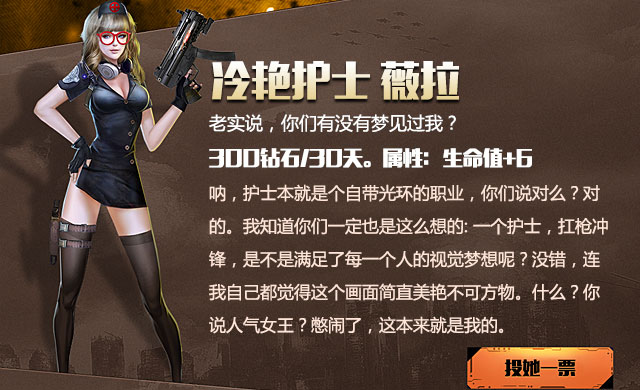 冷艳护士 薇拉
老实说，你们有没有梦见过我？
300钻石/30天。属性：生命值+6
呐，护士本就是个自带光环的职业，你们说对么？对
的。我知道你们一定也是这么想的: 一个护士，扛枪冲
锋，是不是满足了每一个人的视觉梦想呢？没错，连
我自己都觉得这个画面简直美艳不可方物。什么？你
说人气女王？憋闹了，这本来就是我的。
投她一票